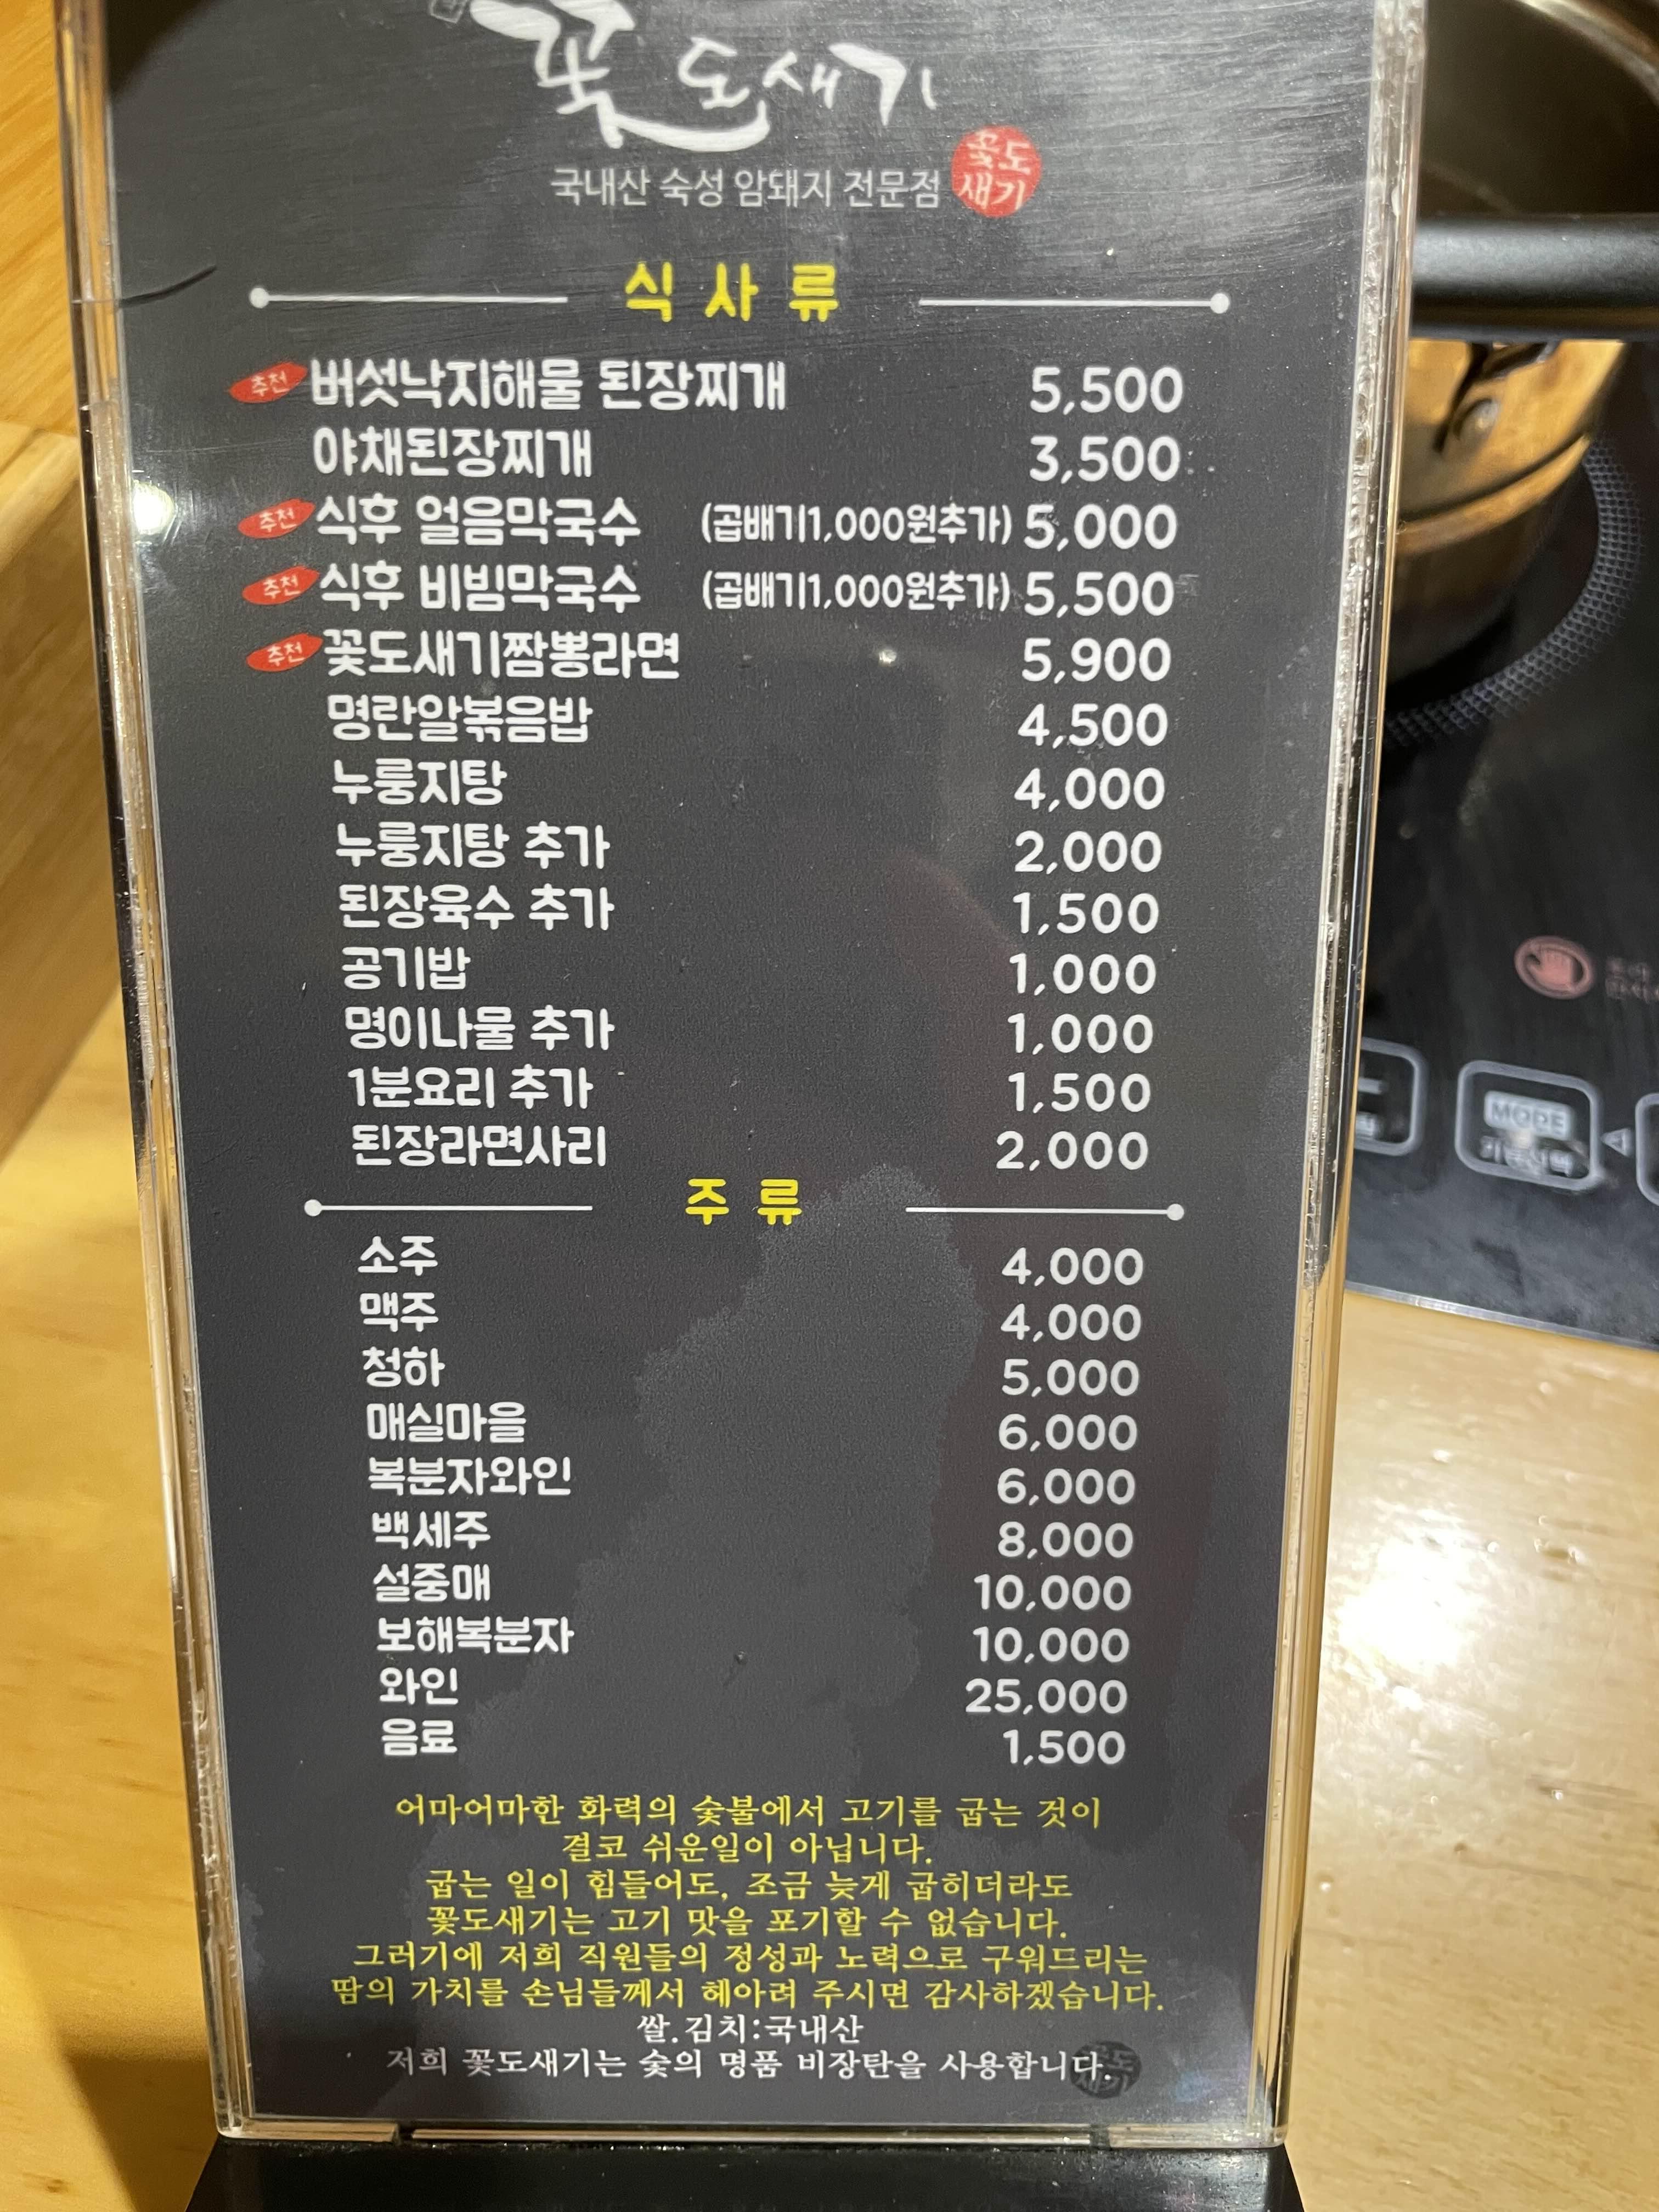 꽃도새기
국내산 숙성 암돼지 전문점
꽃도
새기
식사류
추천 버섯낙지해물 된장찌개 5,500
야채된장찌개 3,500
추천 식후 얼음막국수 (곱배기1,000원추가) 5,000
추천 식후 비빔막국수 (곱배기1,000원추가) 5,500
추천 꽃도새기짬뽕라면 5,900
명란알볶음밥 4,500
누룽지탕 4,000
누룽지탕 추가 2,000
된장육수 추가 1,500
공기밥 1,000
명이나물 추가 1,000
1분요리 추가 1,500
된장라면사리 2,000
주류
소주 4,000
맥주 4,000
청하 5,000
매실마을 6,000
복분자와인 6,000
백세주 8,000
설중매 10,000
보해복분자 10,000
와인 25,000
음료 1,500
어마어마한 화력의 숯불에서 고기를 굽는 것이
결코 쉬운일이 아닙니다.
굽는 일이 힘들어도, 조금 늦게 굽히더라도
꽃도새기는 고기 맛을 포기할 수 없습니다.
그러기에 저희 직원들의 정성과 노력으로 구워드리는
땀의 가치를 손님들께서 헤아려 주시면 감사하겠습니다.
쌀.김치:국내산
저희 꽃도새기는 숯의 명품 비장탄을 사용합니다.
꽃도
새기
MODE
기능선택